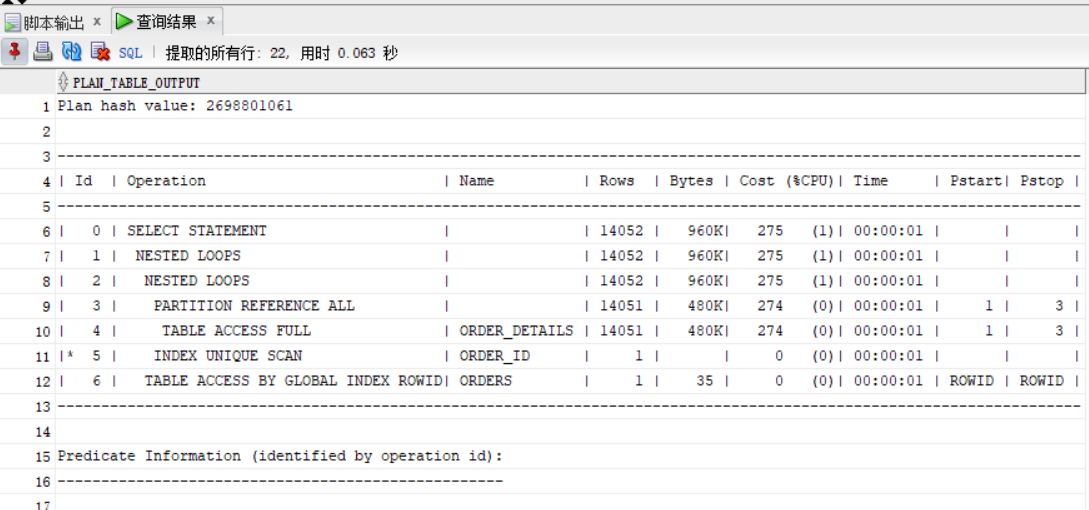 脚本输出 × 查询结果 ×
SQL | 提取的所有行: 22, 用时 0.063 秒
PLAN_TABLE_OUTPUT
1 Plan hash value: 2698801061
2
3 ----------------------------------------------------------------------------------------------------------------------
4 | Id  | Operation                           | Name          | Rows  | Bytes | Cost (%CPU)| Time     | Pstart| Pstop |
5 ----------------------------------------------------------------------------------------------------------------------
6 |   0 | SELECT STATEMENT                    |               | 14052 |   960K|   275   (1)| 00:00:01 |       |       |
7 |   1 |  NESTED LOOPS                       |               | 14052 |   960K|   275   (1)| 00:00:01 |       |       |
8 |   2 |   NESTED LOOPS                      |               | 14052 |   960K|   275   (1)| 00:00:01 |       |       |
9 |   3 |    PARTITION REFERENCE ALL          |               | 14051 |   480K|   274   (0)| 00:00:01 |     1 |     3 |
10 |   4 |     TABLE ACCESS FULL               | ORDER_DETAILS | 14051 |   480K|   274   (0)| 00:00:01 |     1 |     3 |
11 |*  5 |    INDEX UNIQUE SCAN                | ORDER_ID      |     1 |       |     0   (0)| 00:00:01 |       |       |
12 |   6 |   TABLE ACCESS BY GLOBAL INDEX ROWID| ORDERS        |     1 |    35 |     0   (0)| 00:00:01 | ROWID | ROWID |
13 ----------------------------------------------------------------------------------------------------------------------
14
15 Predicate Information (identified by operation id):
16 ---------------------------------------------------
17